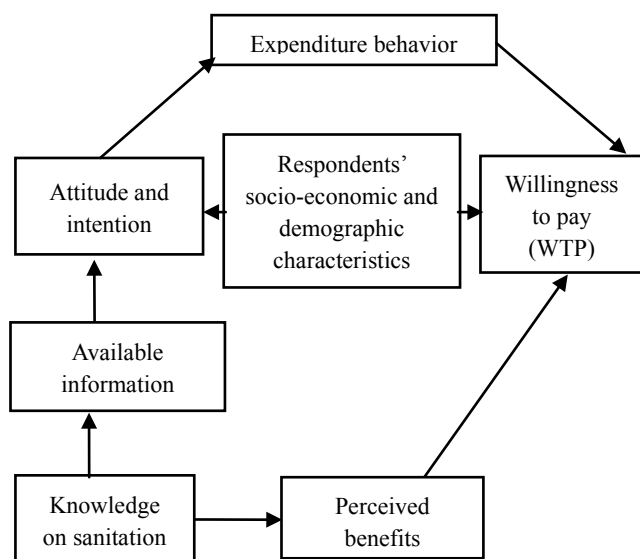 Expenditure behavior
Attitude and
intention
Respondents’
socio-economic and
demographic
characteristics
Willingness
to pay
(WTP)
Available
information
Knowledge
on sanitation
Perceived
benefits